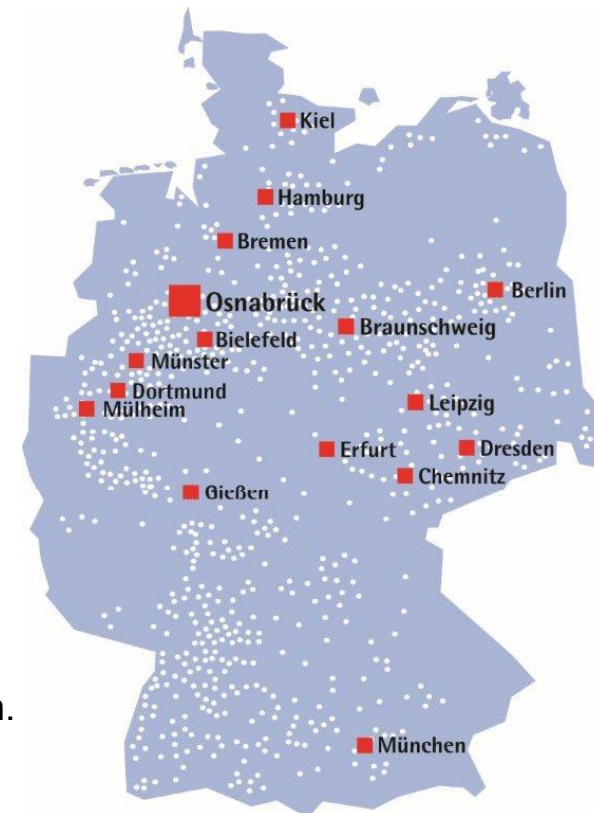 Kiel
Hamburg
Bremen
Berlin
Osnabrück
Braunschweig
Bielefeld
Münster
Dortmund
Leipzig
Mülheim
Erfurt
Dresden
Chemnitz
Gießen
n.
München